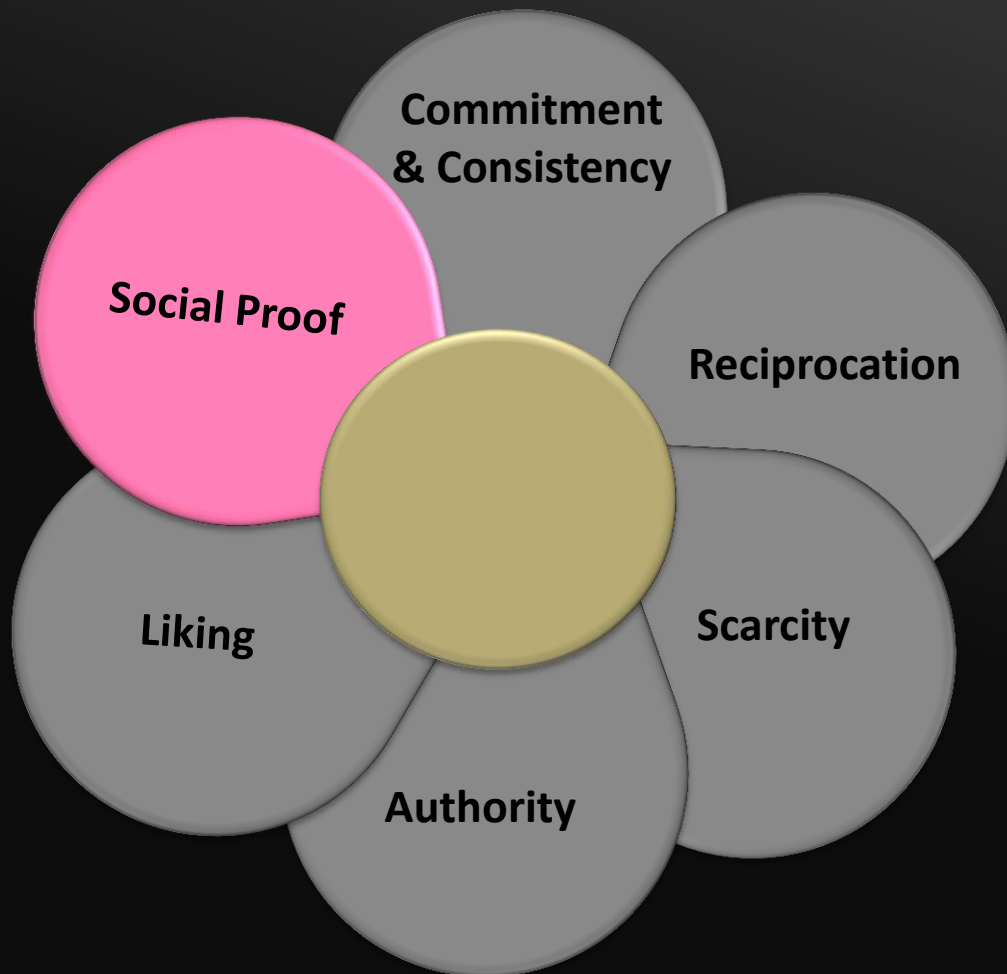 Commitment
& Consistency
Social Proof
Reciprocation
Liking
Scarcity
Authority